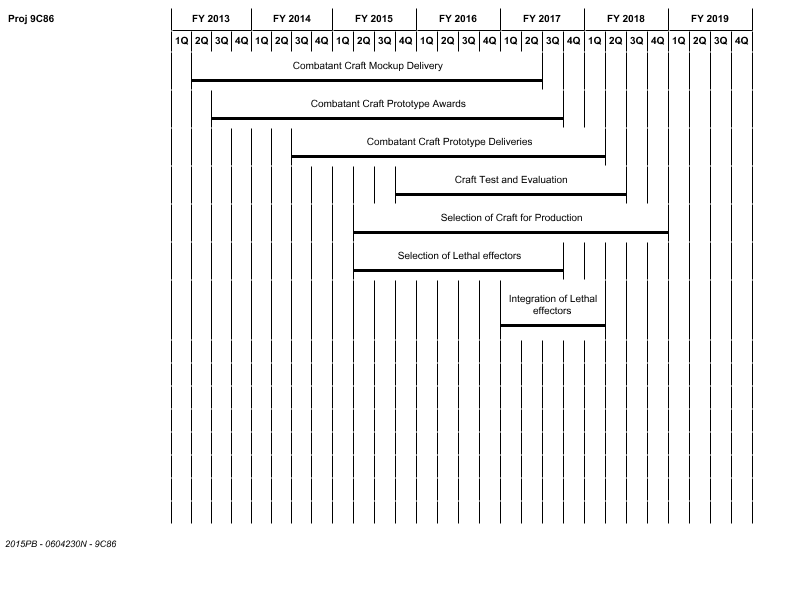 Proj 9C86
FY 2013 FY 2014 FY 2015 FY 2016 FY 2017 FY 2018 FY 2019
1Q 2Q 3Q 4Q 1Q 2Q 3Q 4Q 1Q 2Q 3Q 4Q 1Q 2Q 3Q 4Q 1Q 2Q 3Q 4Q 1Q 2Q 3Q 4Q 1Q 2Q 3Q 4Q
Combatant Craft Mockup Delivery
Combatant Craft Prototype Awards
Combatant Craft Prototype Deliveries
Craft Test and Evaluation
Selection of Craft for Production
Selection of Lethal effectors
Integration of Lethal
effectors
2015PB - 0604230N - 9C86